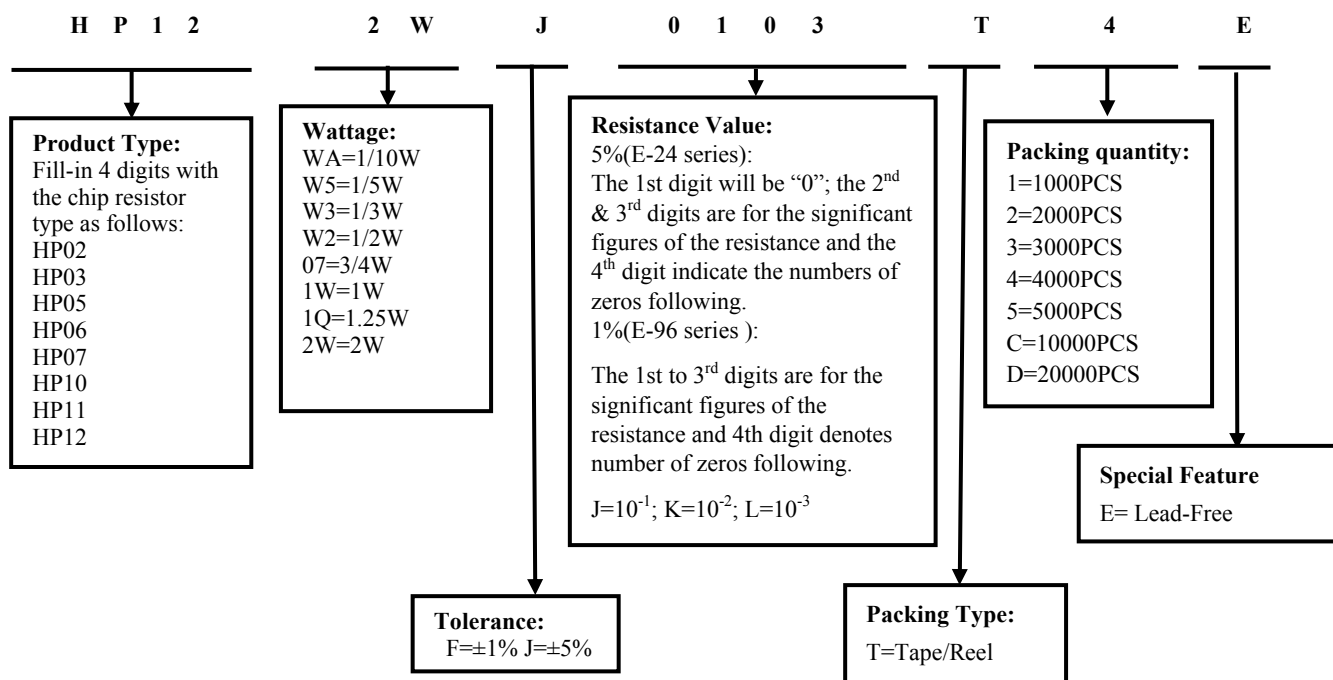 H P 1 2 2 W J 0 1 0 3 T 4 E
Product Type:
Fill-in 4 digits with
the chip resistor
type as follows:
HP02
HP03
HP05
HP06
HP07
HP10
HP11
HP12
Wattage:
WA=1/10W
W5=1/5W
W3=1/3W
W2=1/2W
07=3/4W
1W=1W
1Q=1.25W
2W=2W
Resistance Value:
5%(E-24 series):
The 1st digit will be “0”; the 2nd
& 3rd digits are for the significant
figures of the resistance and the
4th digit indicate the numbers of
zeros following.
1%(E-96 series ):
The 1st to 3rd digits are for the
significant figures of the
resistance and 4th digit denotes
number of zeros following.
J=10-1; K=10-2; L=10-3
Packing quantity:
1=1000PCS
2=2000PCS
3=3000PCS
4=4000PCS
5=5000PCS
C=10000PCS
D=20000PCS
Special Feature
E= Lead-Free
Tolerance:
F=±1% J=±5%
Packing Type:
T=Tape/Reel